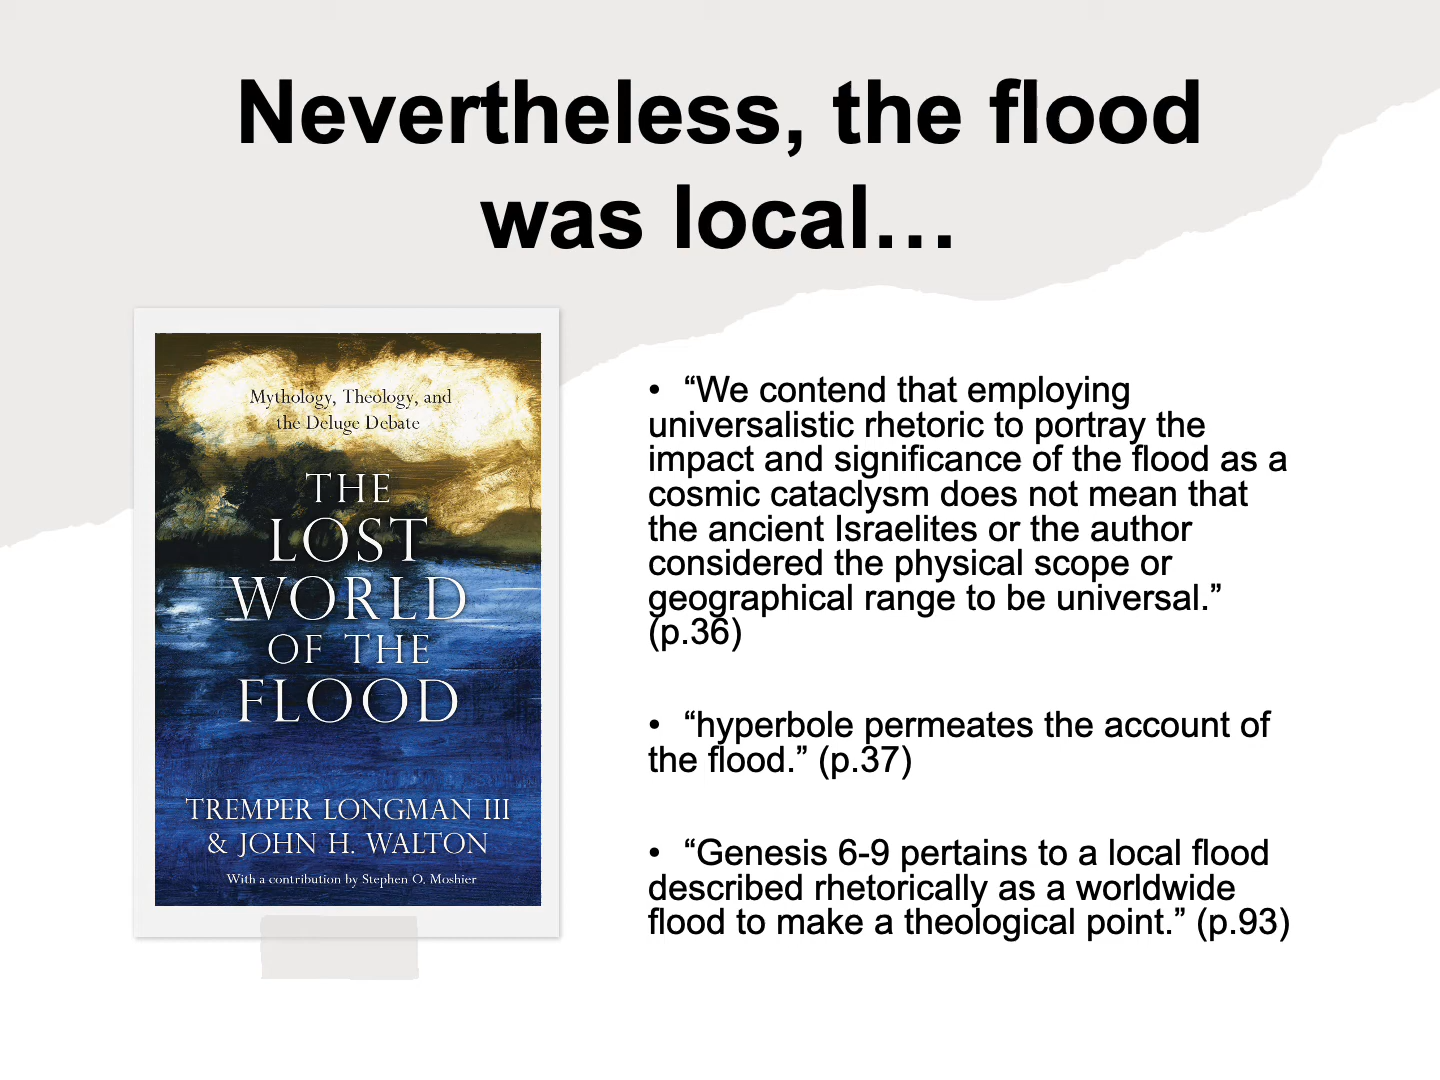 Nevertheless, the flood
was local…
Mythology, Theology, and
the Deluge Debate
THE
LOST
WORLD
OF THE
FLOOD
TREMPER LONGMAN III
& JOHN H. WALTON
With a contribution by Stephen O. Moshier
• “We contend that employing
universalistic rhetoric to portray the
impact and significance of the flood as a
cosmic cataclysm does not mean that
the ancient Israelites or the author
considered the physical scope or
geographical range to be universal.”
(p.36)
• “hyperbole permeates the account of
the flood.” (p.37)
• “Genesis 6-9 pertains to a local flood
described rhetorically as a worldwide
flood to make a theological point.” (p.93)